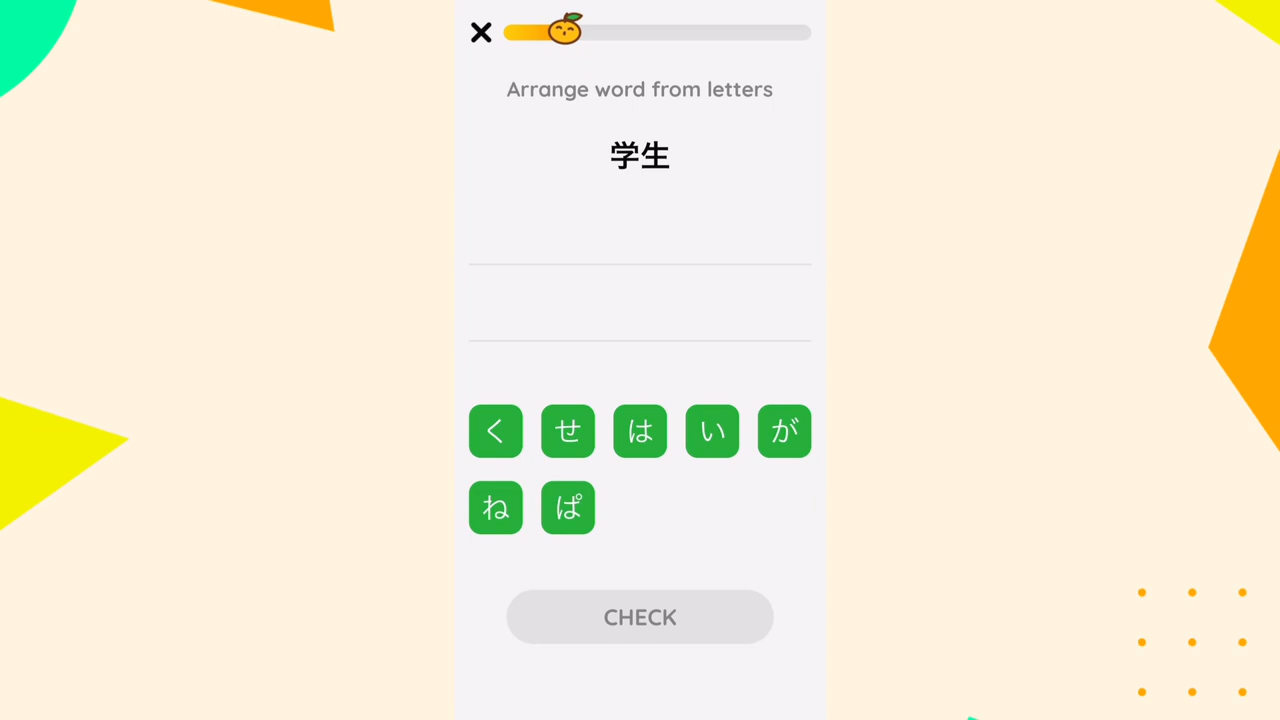 Arrange word from letters
学生
く せ は い が
ね ぱ
CHECK